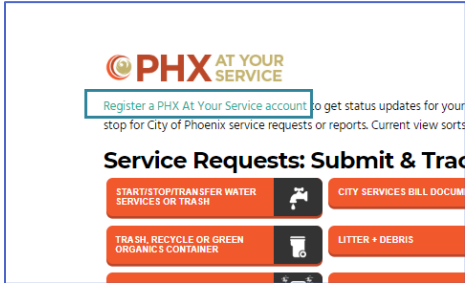 PHX AT YOUR SERVICE
Register a PHX At Your Service account to get status updates for your
stop for City of Phoenix service requests or reports. Current view sorts
Service Requests: Submit & Trac
START/STOP/TRANSFER WATER SERVICES OR TRASH
CITY SERVICES BILL DOCUM
TRASH, RECYCLE OR GREEN ORGANICS CONTAINER
LITTER + DEBRIS